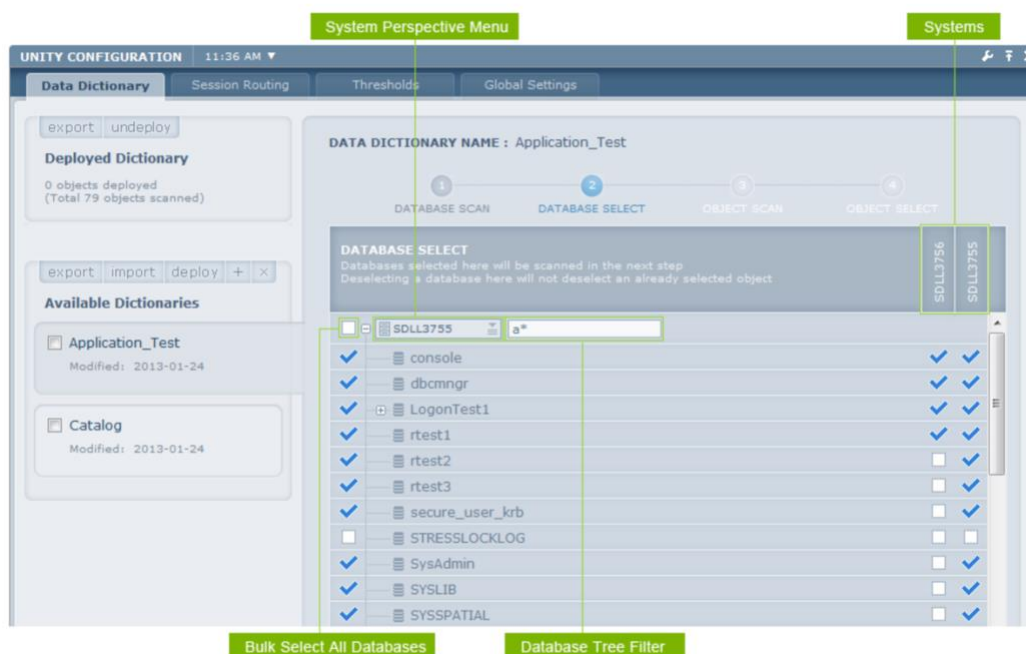 System Perspective Menu
Systems
UNITY CONFIGURATION 11:36 AM ▼
Data Dictionary
Session Routing
Thresholds
Global Settings
export undeploy
Deployed Dictionary
0 objects deployed
(Total 79 objects scanned)
export import deploy + ×
Available Dictionaries
Application_Test
Modified: 2013-01-24
Catalog
Modified: 2013-01-24
DATA DICTIONARY NAME : Application_Test
1 2 3 4
DATABASE SCAN DATABASE SELECT OBJECT SCAN OBJECT SELECT
DATABASE SELECT
Databases selected here will be scanned in the next step
Deselecting a database here will not deselect an already selected object
SDLL3756
SDLL3755
SDLL3755 a*
console
dbcmngr
LogonTest1
rtest1
rtest2
rtest3
secure_user_krb
STRESSLOCKLOG
SysAdmin
SYSLIB
SYSSPATIAL
Bulk Select All Databases
Database Tree Filter